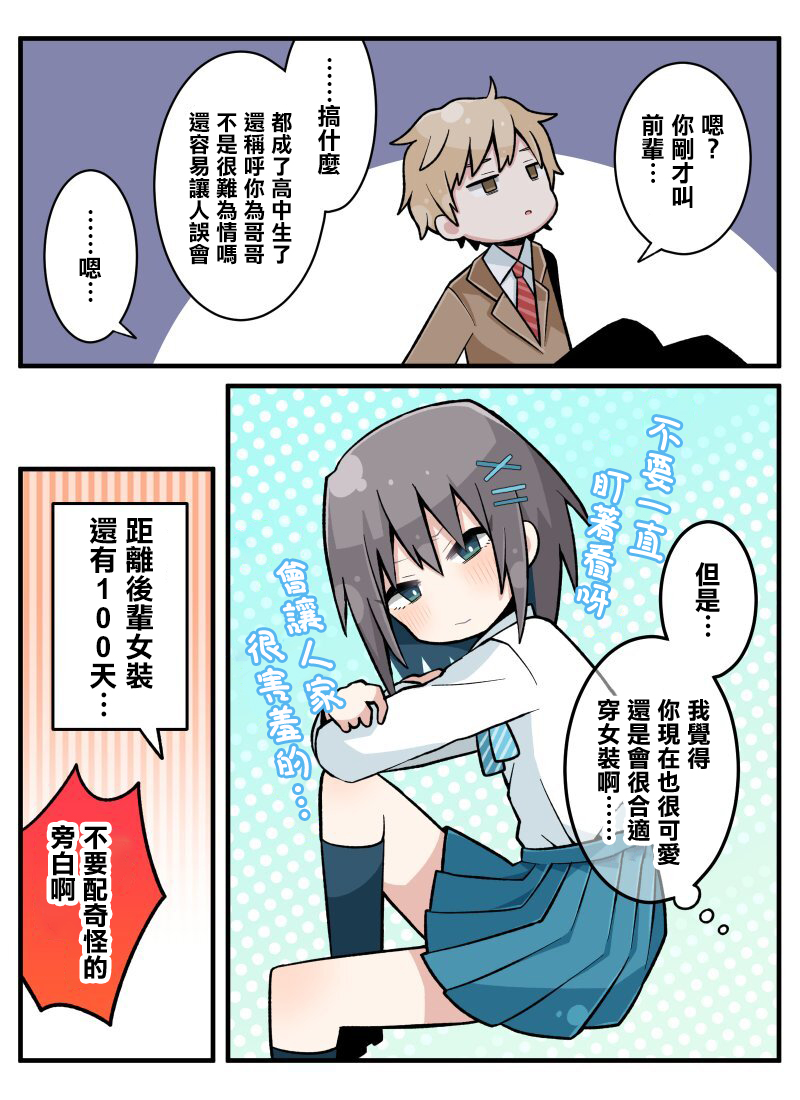 嗯？
你剛才叫
前輩…
……搞什麼
都成了高中生了
還稱呼你為哥哥
不是很難為情嗎
還容易讓人誤會
……嗯…
但是…
我覺得
你現在也很可愛
還是會很合適
穿女裝啊……
不要一直
盯著看呀
會讓人家
很害羞的…
距離後輩女裝
還有100天…
不要配奇怪的
旁白啊